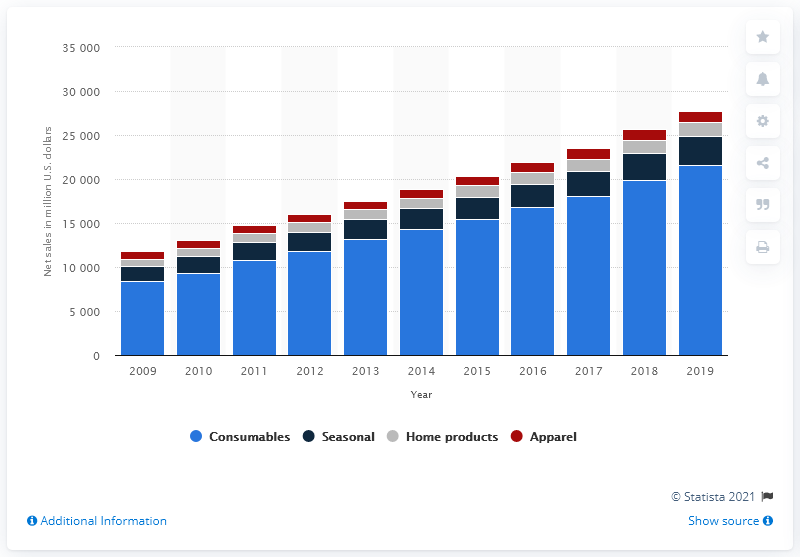 35 000
30 000
25 000
20 000
15 000
10 000
5 000
0
Net sales in million U.S. dollars
2009 2010 2011 2012 2013 2014 2015 2016 2017 2018 2019
Year
Consumables Seasonal Home products Apparel
© Statista 2021
Additional Information Show source